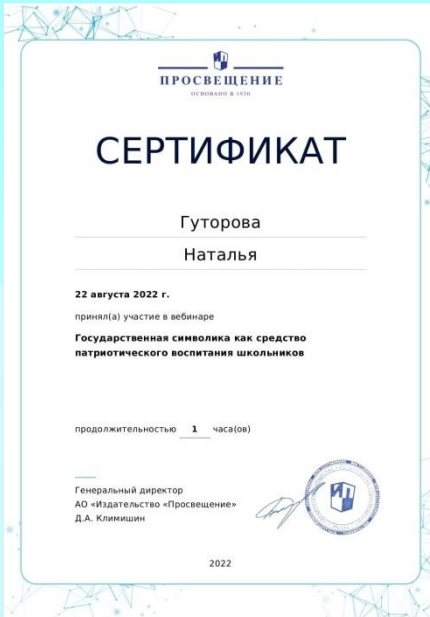 ПРОСВЕЩЕНИЕ
ОСНОВАНО В 1930
СЕРТИФИКАТ
Гуторова
Наталья
22 августа 2022 г.
принял(а) участие в вебинаре
Государственная символика как средство
патриотического воспитания школьников
продолжительностью 1 часа(ов)
Генеральный директор
АО «Издательство «Просвещение»
Д.А. Климишин
2022